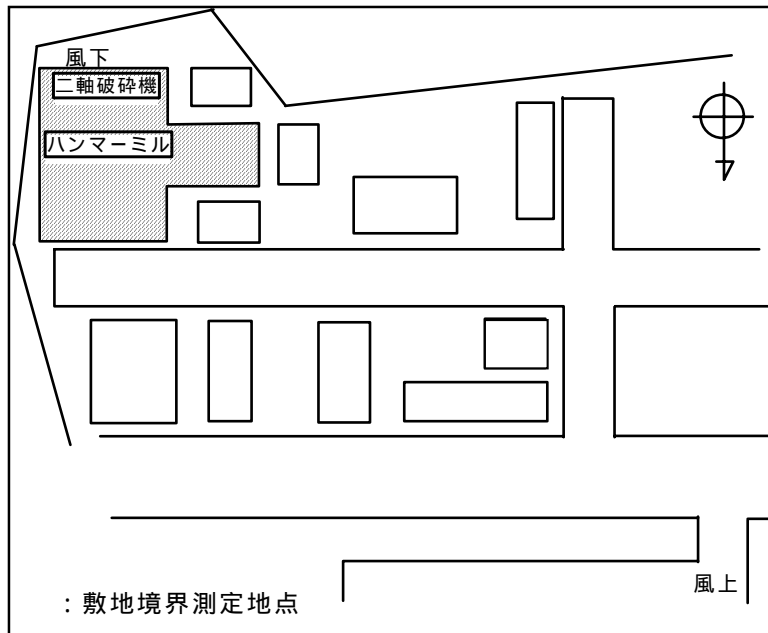 風下
二軸破砕機
ハンマーミル
風上
：敷地境界測定地点